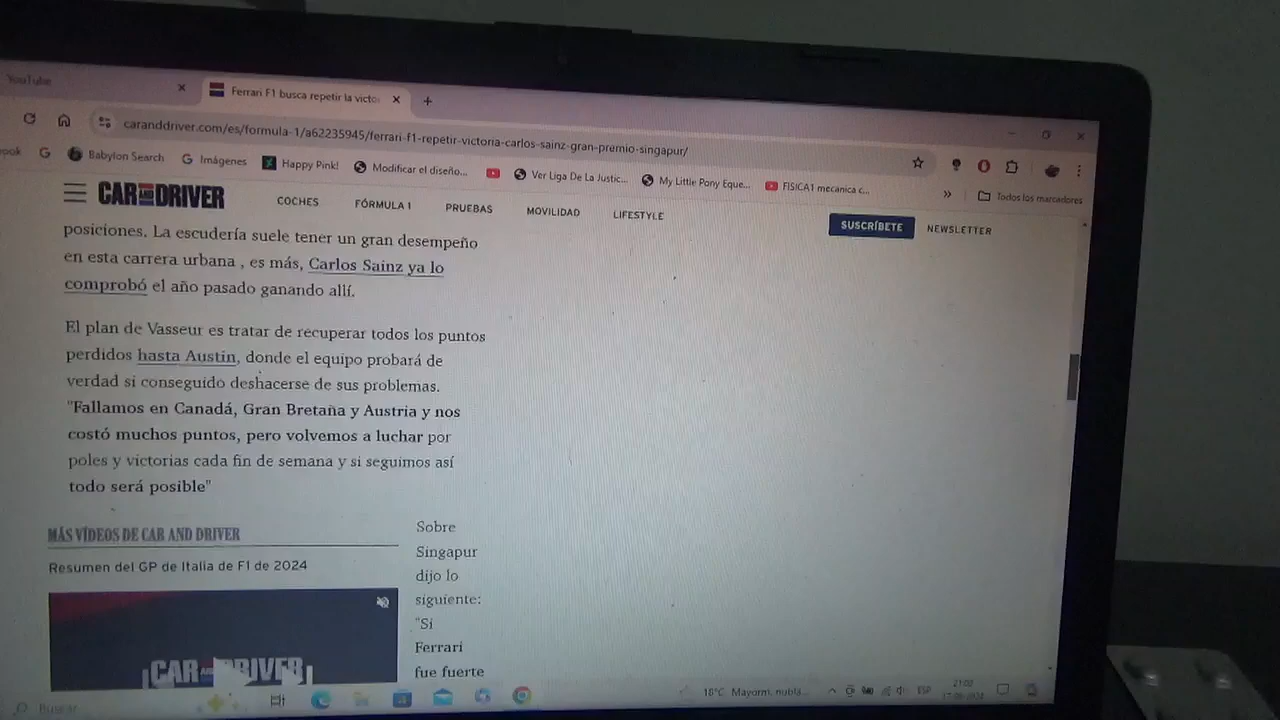 YouTube
Ferrari F1 busca repetir la victo
caranddriver.com/es/formula-1/a62235945/ferrari-f1-repetir-victoria-carlos-sainz-gran-premio-singapur/
ook G Babylon Search G Imágenes Happy Pink! Modificar el diseño... Ver Liga De La Justic... My Little Pony Eque... FISICA1 mecanica c... » Todos los marcadores
CAR AND DRIVER COCHES FÓRMULA 1 PRUEBAS MOVILIDAD LIFESTYLE SUSCRÍBETE NEWSLETTER
posiciones. La escudería suele tener un gran desempeño
en esta carrera urbana , es más, Carlos Sainz ya lo
comprobó el año pasado ganando allí.
El plan de Vasseur es tratar de recuperar todos los puntos
perdidos hasta Austin, donde el equipo probará de
verdad si conseguido deshacerse de sus problemas.
"Fallamos en Canadá, Gran Bretaña y Austria y nos
costó muchos puntos, pero volvemos a luchar por
poles y victorias cada fin de semana y si seguimos así
todo será posible"
MÁS VÍDEOS DE CAR AND DRIVER
Resumen del GP de Italia de F1 de 2024
CAR AND DRIVER
Sobre
Singapur
dijo lo
siguiente:
"Si
Ferrari
fue fuerte
Buscar
18°C Mayorm. nubla... ESP 21:02